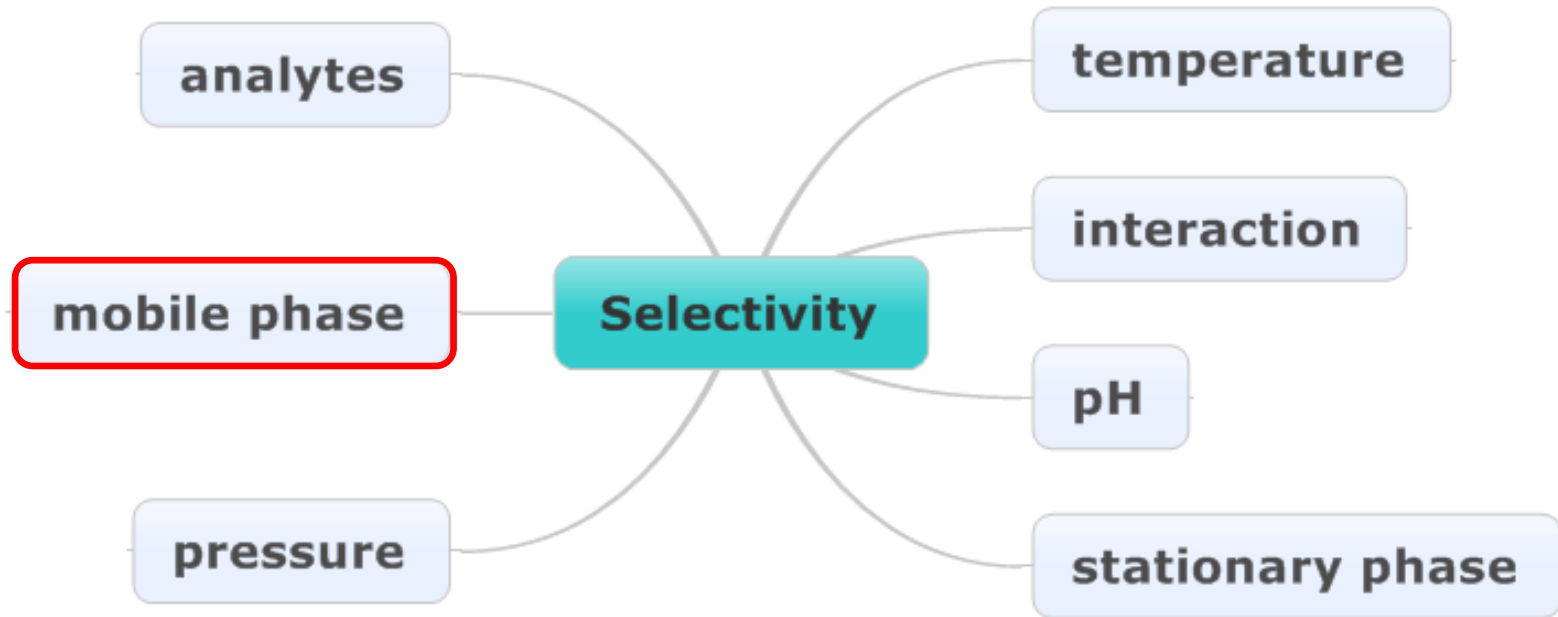 analytes
mobile phase
pressure
Selectivity
temperature
interaction
pH
stationary phase